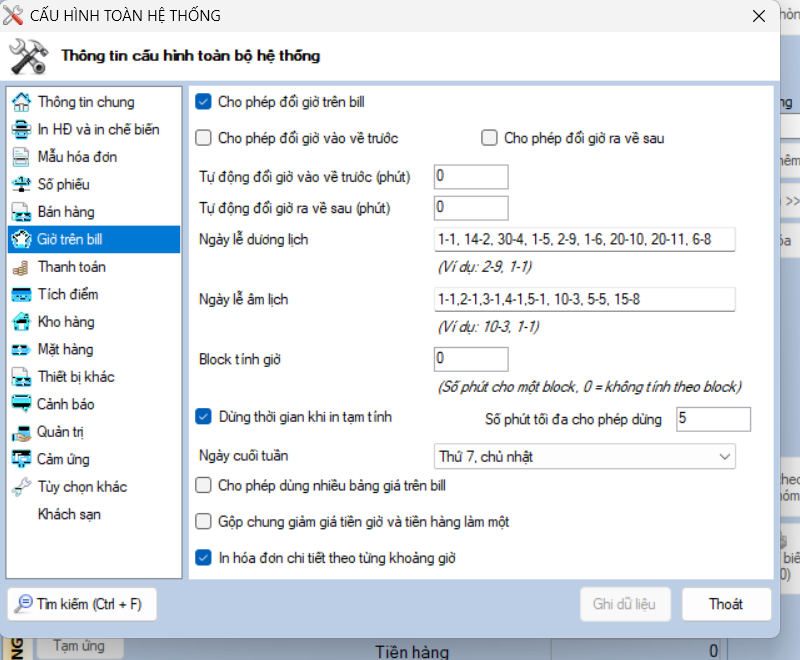 CẤU HÌNH TOÀN HỆ THỐNG
Thông tin cấu hình toàn bộ hệ thống
Thông tin chung
In HĐ và in chế biến
Mẫu hóa đơn
Số phiếu
Bán hàng
Giờ trên bill
Thanh toán
Tích điểm
Kho hàng
Mặt hàng
Thiết bị khác
Cảnh báo
Quản trị
Cảm ứng
Tùy chọn khác
Khách sạn
Cho phép đổi giờ trên bill
Cho phép đổi giờ vào về trước
Cho phép đổi giờ ra về sau
Tự động đổi giờ vào về trước (phút)
0
Tự động đổi giờ ra về sau (phút)
0
Ngày lễ dương lịch
1-1, 14-2, 30-4, 1-5, 2-9, 1-6, 20-10, 20-11, 6-8
(Ví dụ: 2-9, 1-1)
Ngày lễ âm lịch
1-1,2-1,3-1,4-1,5-1, 10-3, 5-5, 15-8
(Ví dụ: 10-3, 1-1)
Block tính giờ
0
(Số phút cho một block, 0 = không tính theo block)
Dừng thời gian khi in tạm tính
Số phút tối đa cho phép dừng
5
Ngày cuối tuần
Thứ 7, chủ nhật
Cho phép dùng nhiều bảng giá trên bill
Gộp chung giảm giá tiền giờ và tiền hàng làm một
In hóa đơn chi tiết theo từng khoảng giờ
Tìm kiếm (Ctrl + F)
Ghi dữ liệu
Thoát
Tạm ứng
Tiền hàng
0
>>